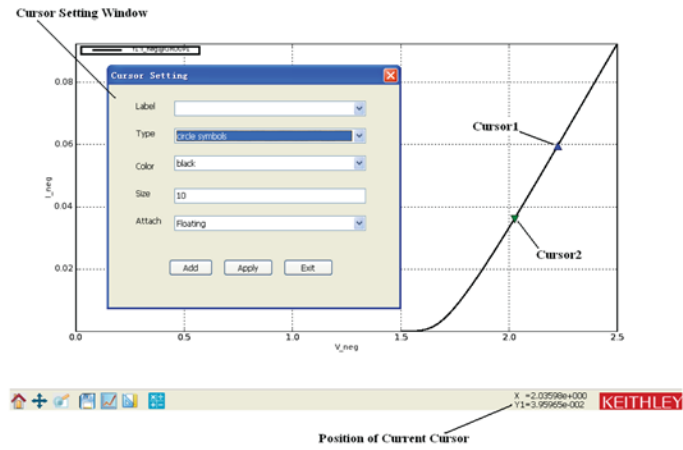 Cursor Setting Window
0.08
0.06
0.04
0.02
I_neg
Cursor Setting
Label
Type
circle symbols
Color
black
Size
10
Attach
Floating
Add
Apply
Exit
Cursor1
Cursor2
0.0
0.5
1.0
1.5
2.0
2.5
V_neg
X =2.03598e+000
Y1=3.95965e-002
KEITHLEY
Position of Current Cursor